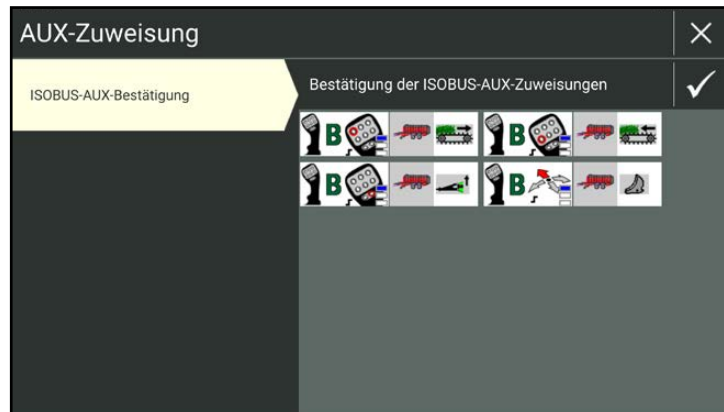 AUX-Zuweisung
ISOBUS-AUX-Bestätigung
Bestätigung der ISOBUS-AUX-Zuweisungen
B B
B B